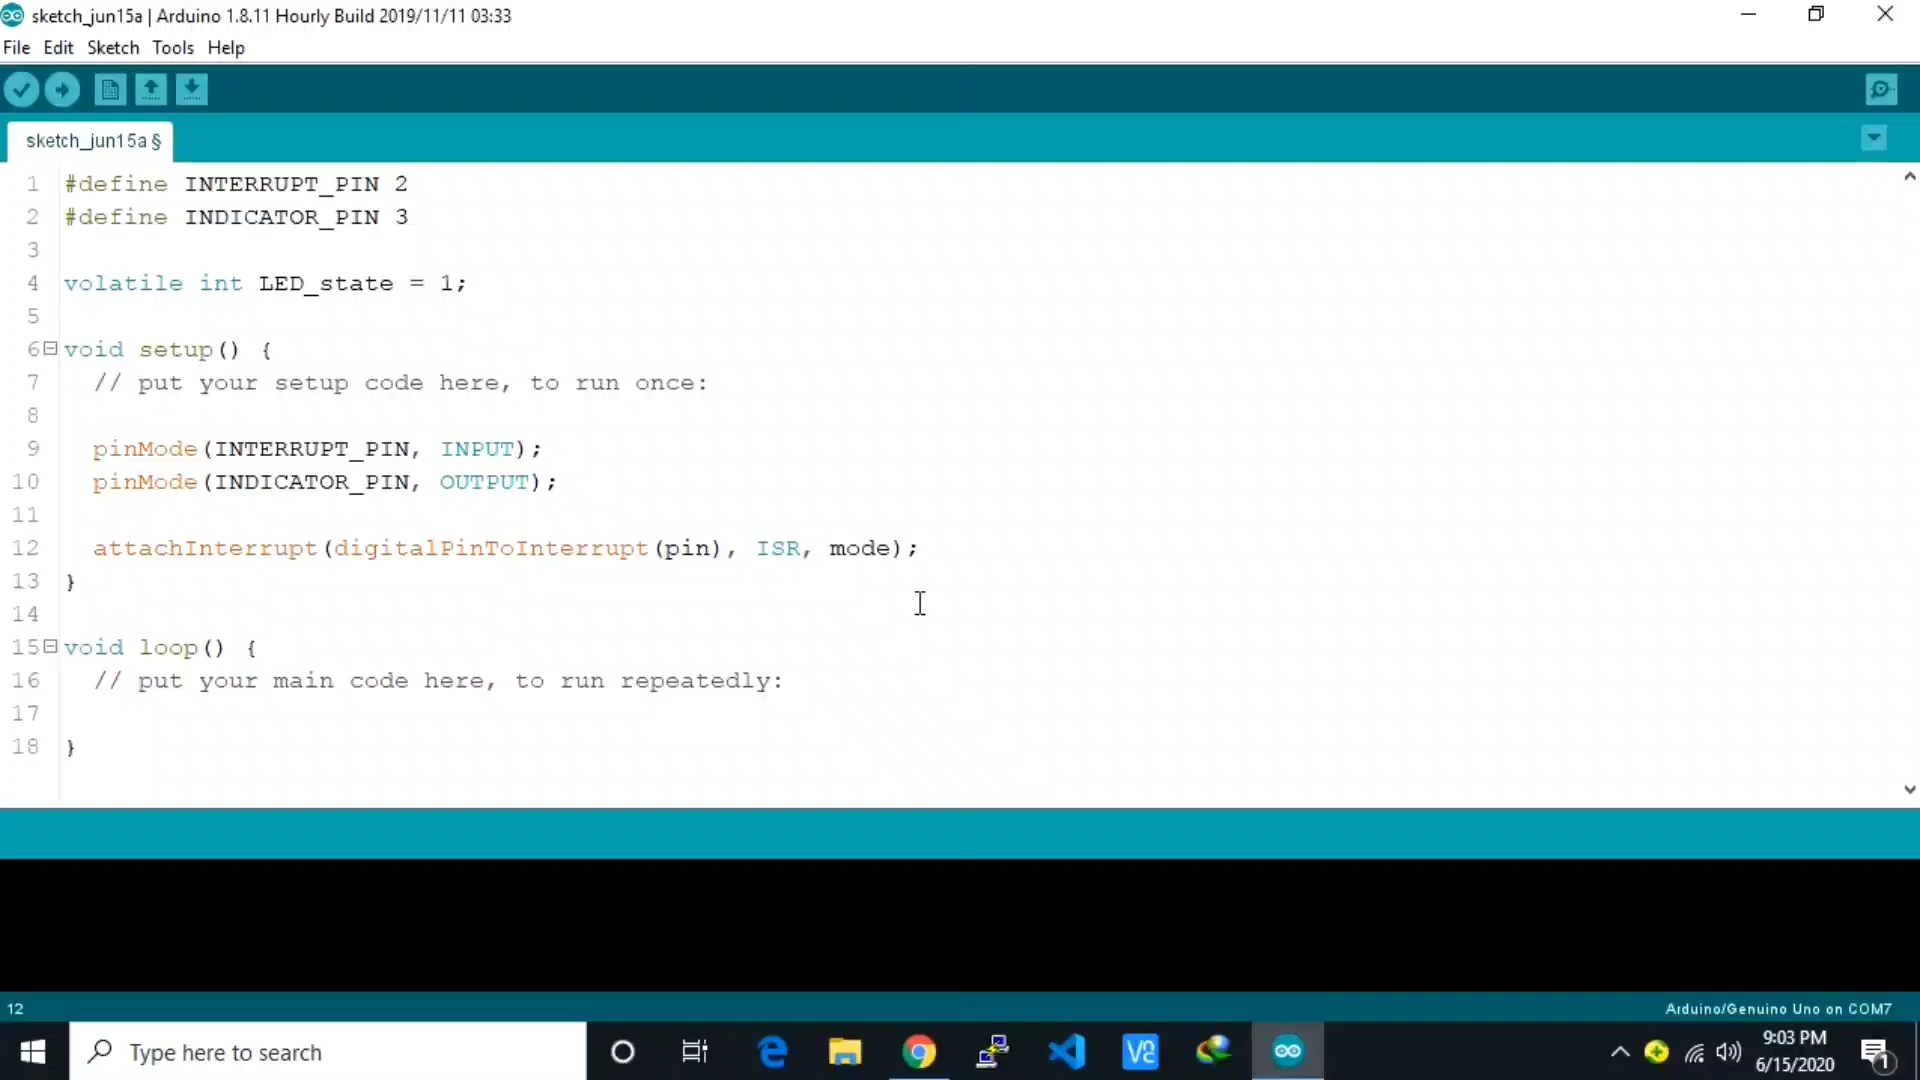 sketch_jun15a | Arduino 1.8.11 Hourly Build 2019/11/11 03:33
File Edit Sketch Tools Help
sketch_jun15a §
1 #define INTERRUPT_PIN 2
2 #define INDICATOR_PIN 3
3
4 volatile int LED_state = 1;
5
6 void setup() {
7 // put your setup code here, to run once:
8
9 pinMode(INTERRUPT_PIN, INPUT);
10 pinMode(INDICATOR_PIN, OUTPUT);
11
12 attachInterrupt(digitalPinToInterrupt(pin), ISR, mode);
13 }
14
15 void loop() {
16 // put your main code here, to run repeatedly:
17
18 }
12
Arduino/Genuino Uno on COM7
Type here to search
9:03 PM
6/15/2020
1